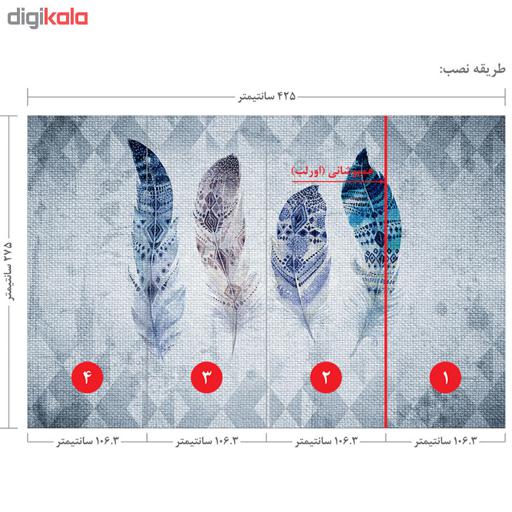 digikala
طریقه نصب:
۴۲۵ سانتیمتر
همپوشانی (اورلب)
۲۷۵ سانتیمتر
۴ ۳ ۲ ۱
۱۰۶.۳ سانتیمتر ۱۰۶.۳ سانتیمتر ۱۰۶.۳ سانتیمتر ۱۰۶.۳ سانتیمتر